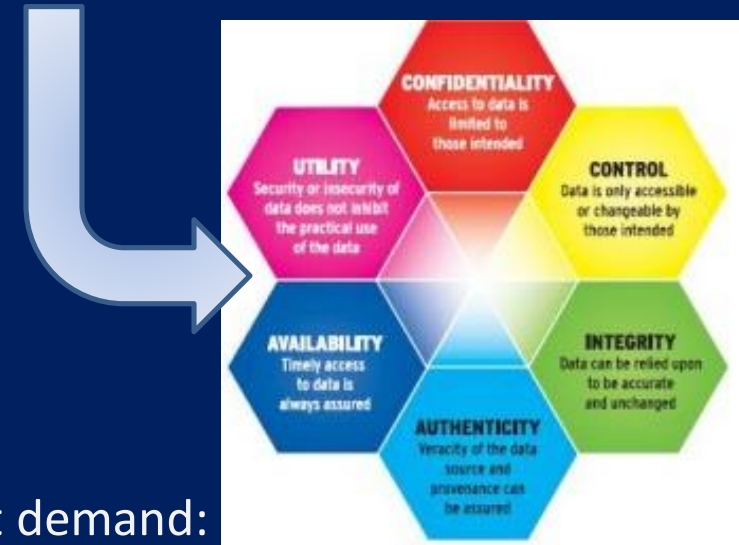 CONFIDENTIALITY
Access to data is
limited to
those intended
UTILITY
Security or insecurity of
data does not inhibit
the practical use
of the data
CONTROL
Data is only accessible
or changeable by
those intended
AVAILABILITY
Timely access
to data is
always assured
INTEGRITY
Data can be relied upon
to be accurate
and unchanged
AUTHENTICITY
Veracity of the data
source and
provenance can
be assured
demand: